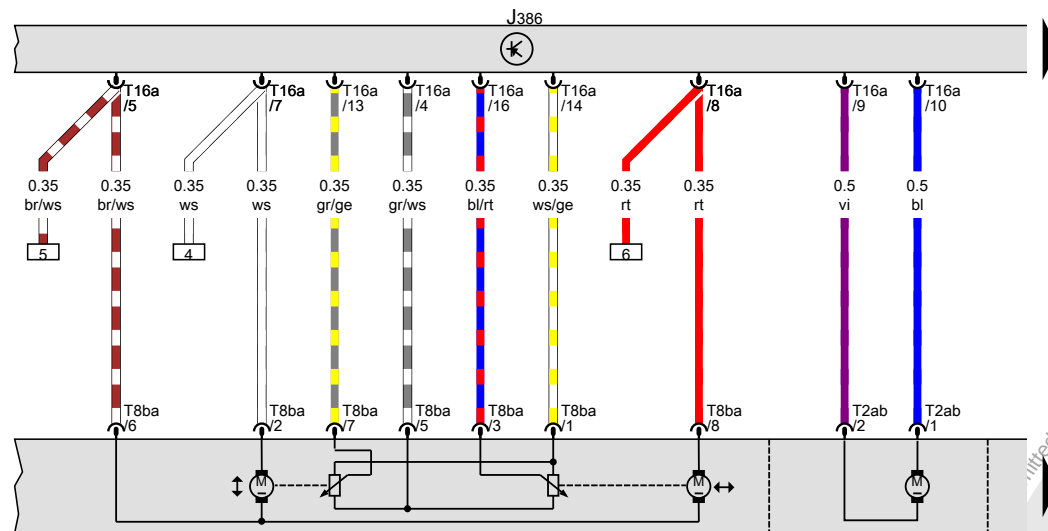 J386
T16a
/5
T16a
/7
T16a
/13
T16a
/4
T16a
/16
T16a
/14
T16a
/8
T16a
/9
T16a
/10
0.35
br/ws
0.35
br/ws
0.35
ws
0.35
ws
0.35
gr/ge
0.35
gr/ws
0.35
bl/rt
0.35
ws/ge
0.35
rt
0.35
rt
0.5
vi
0.5
bl
5
4
6
T8ba
/6
T8ba
/2
T8ba
/7
T8ba
/5
T8ba
/3
T8ba
/1
T8ba
/8
T2ab
/2
T2ab
/1
M
M
M